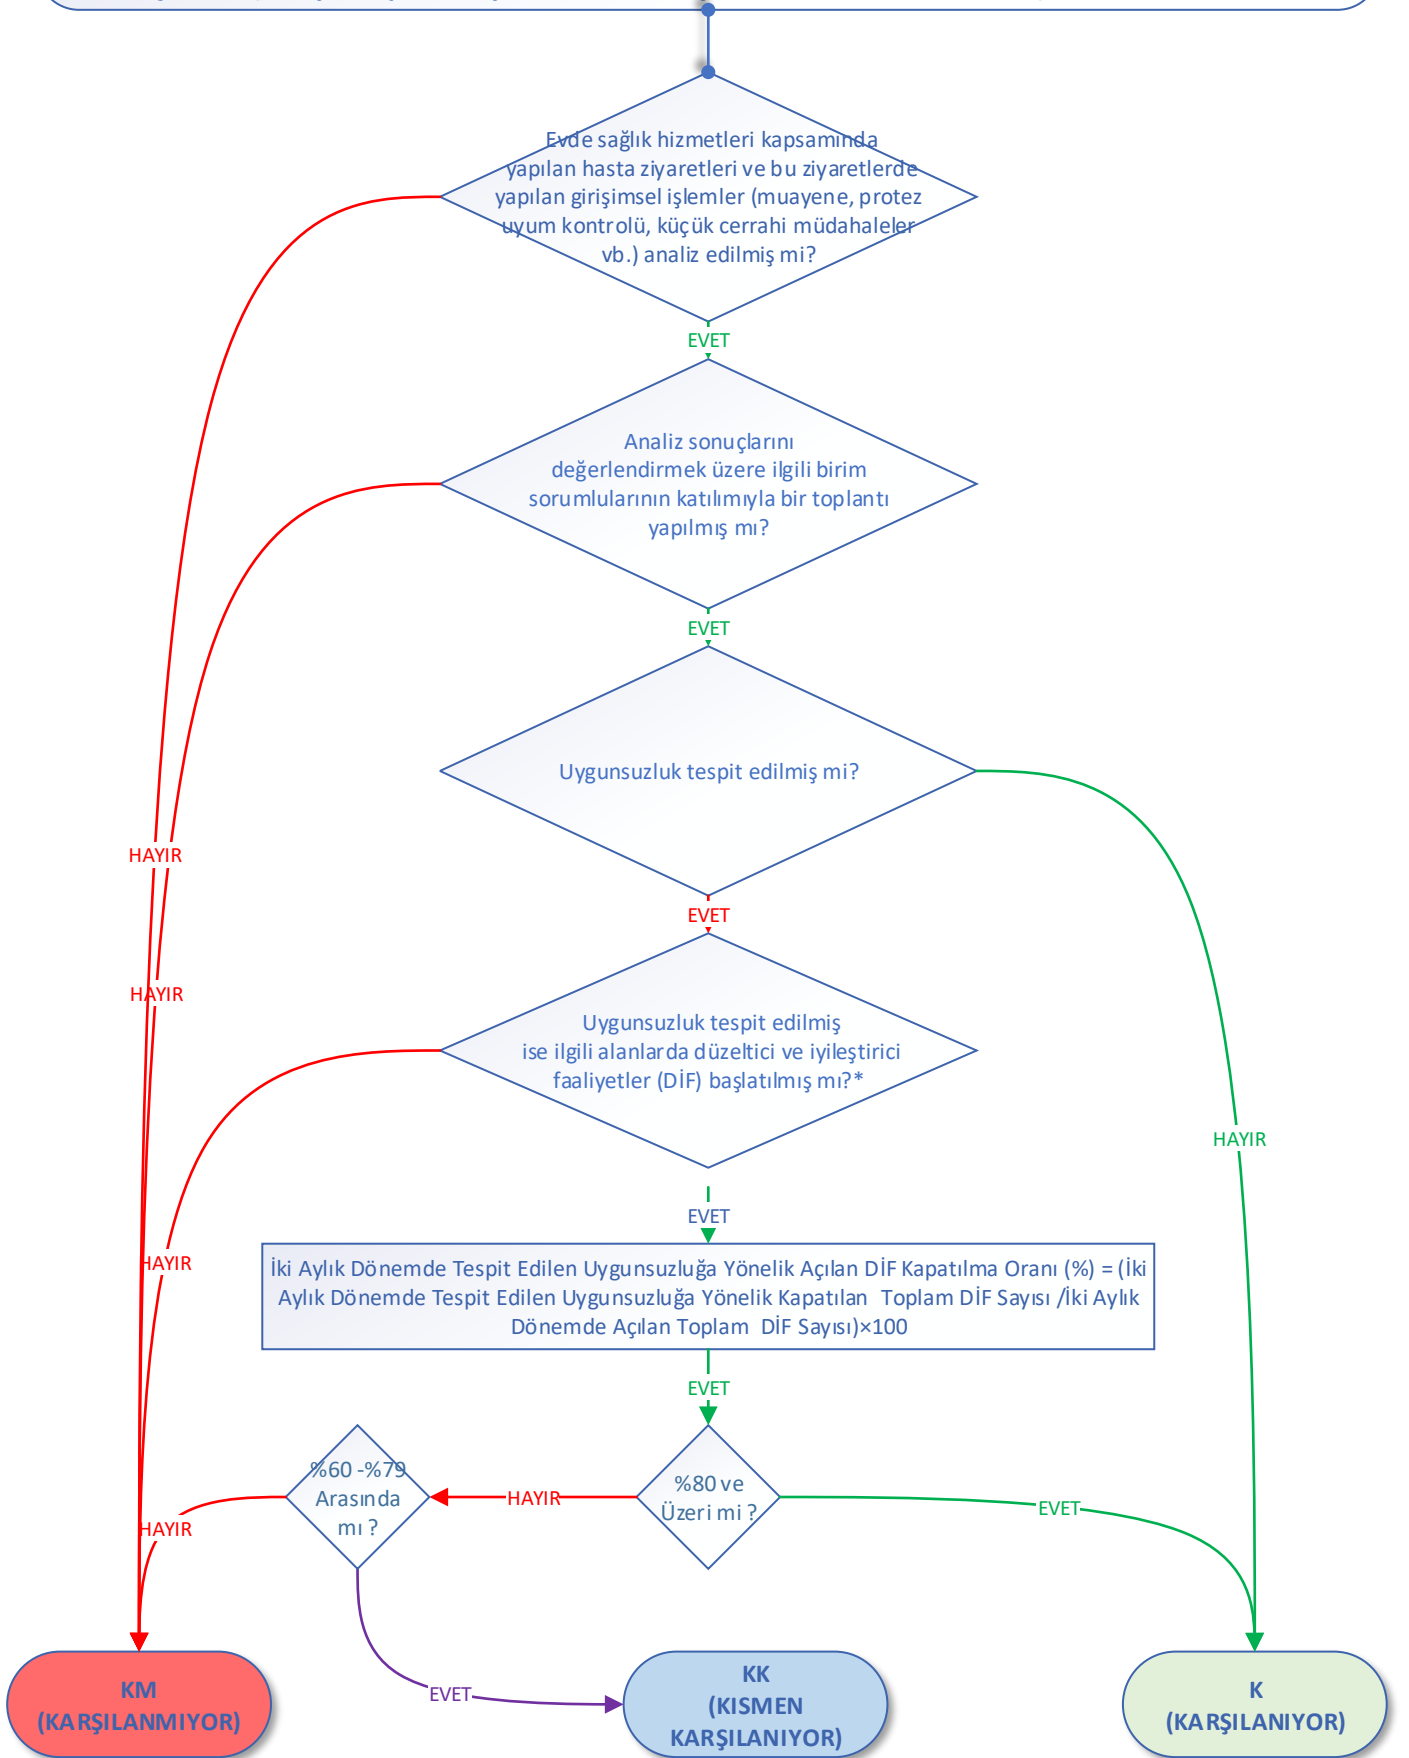 Evde sağlık hizmetleri kapsamında
yapılan hasta ziyaretleri ve bu ziyaretlerde
yapılan girişimsel işlemler (muayene, protez
uyum kontrolü, küçük cerrahi müdahaleler
vb.) analiz edilmiş mi?
EVET
Analiz sonuçlarını
değerlendirmek üzere ilgili birim
sorumlularının katılımıyla bir toplantı
yapılmış mı?
EVET
Uygunsuzluk tespit edilmiş mi?
HAYIR
EVET
HAYIR
Uygunsuzluk tespit edilmiş
ise ilgili alanlarda düzeltici ve iyileştirici
faaliyetler (DİF) başlatılmış mı?*
HAYIR
EVET
HAYIR
İki Aylık Dönemde Tespit Edilen Uygunsuzluğa Yönelik Açılan DİF Kapatılma Oranı (%) = (İki
Aylık Dönemde Tespit Edilen Uygunsuzluğa Yönelik Kapatılan Toplam DİF Sayısı /İki Aylık
Dönemde Açılan Toplam DİF Sayısı)×100
EVET
%60 -%79
Arasında
mı ?
HAYIR
%80 ve
Üzeri mi ?
EVET
HAYIR
EVET
KM
(KARŞILANMIYOR)
KK
(KISMEN
KARŞILANIYOR)
K
(KARŞILANIYOR)